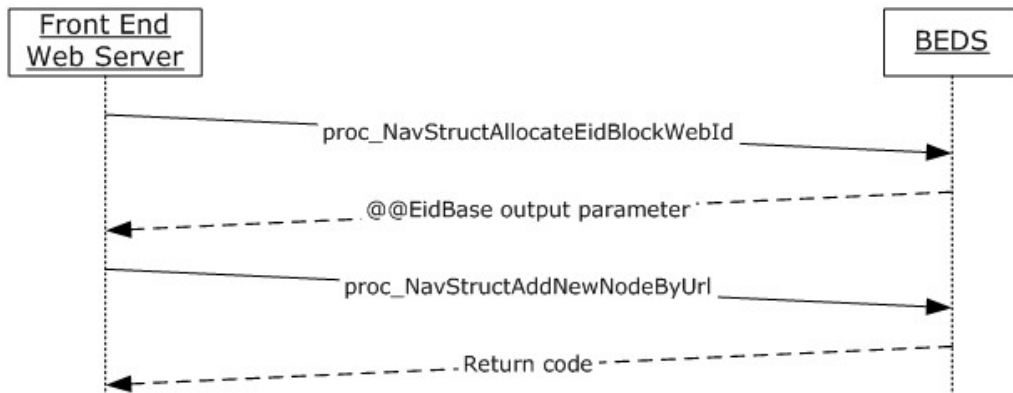 Front End
Web Server
BEDS
proc_NavStructAllocateEidBlockWebId
@@EidBase output parameter
proc_NavStructAddNewNodeByUrl
Return code